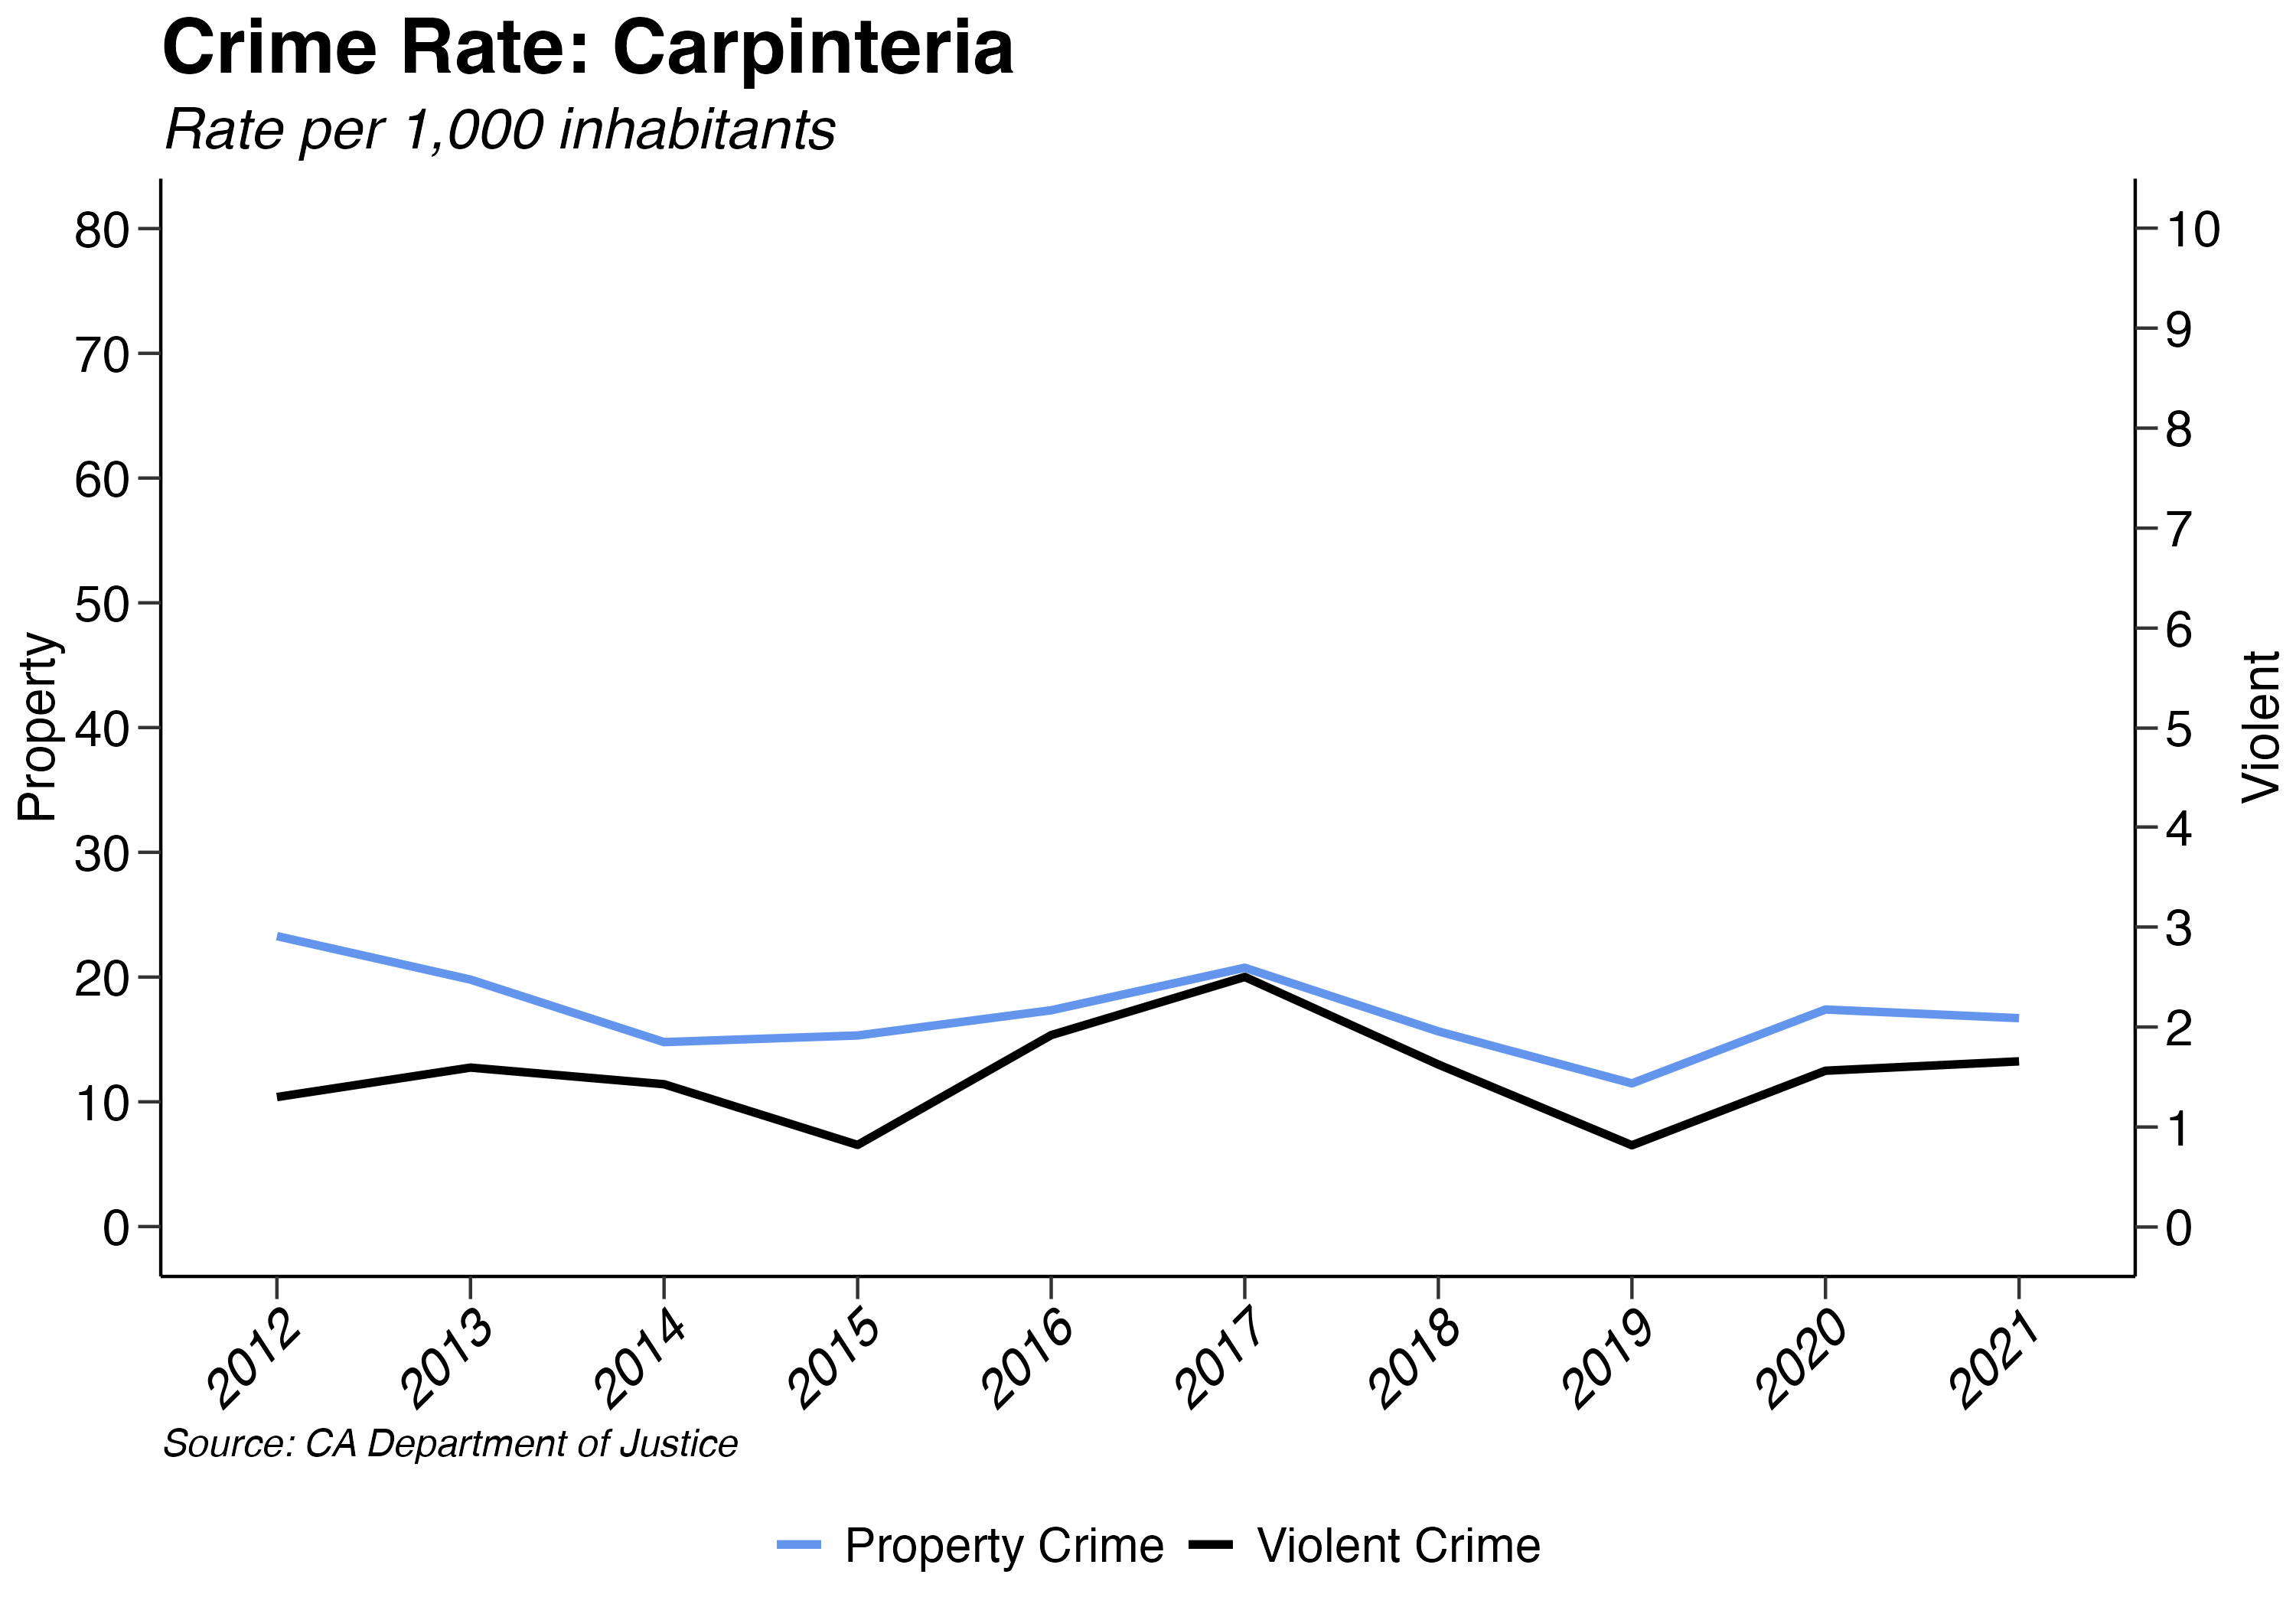 Crime Rate: Carpinteria
Rate per 1,000 inhabitants
80
70
60
50
40
30
20
10
0
Property
10
9
8
7
6
5
4
3
2
1
0
Violent
2012 2013 2014 2015 2016 2017 2018 2019 2020 2021
Source: CA Department of Justice
Property Crime Violent Crime